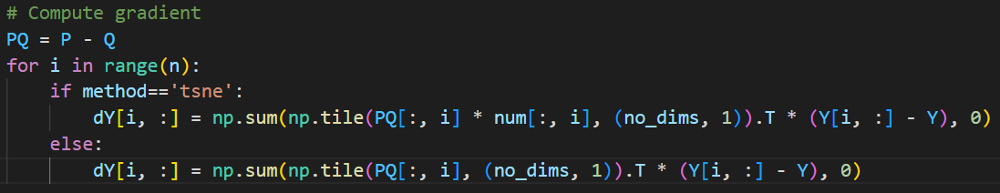 # Compute gradient
PQ = P - Q
for i in range(n):
    if method=='tsne':
        dY[i, :] = np.sum(np.tile(PQ[:, i] * num[:, i], (no_dims, 1)).T * (Y[i, :] - Y), 0)
    else:
        dY[i, :] = np.sum(np.tile(PQ[:, i], (no_dims, 1)).T * (Y[i, :] - Y), 0)